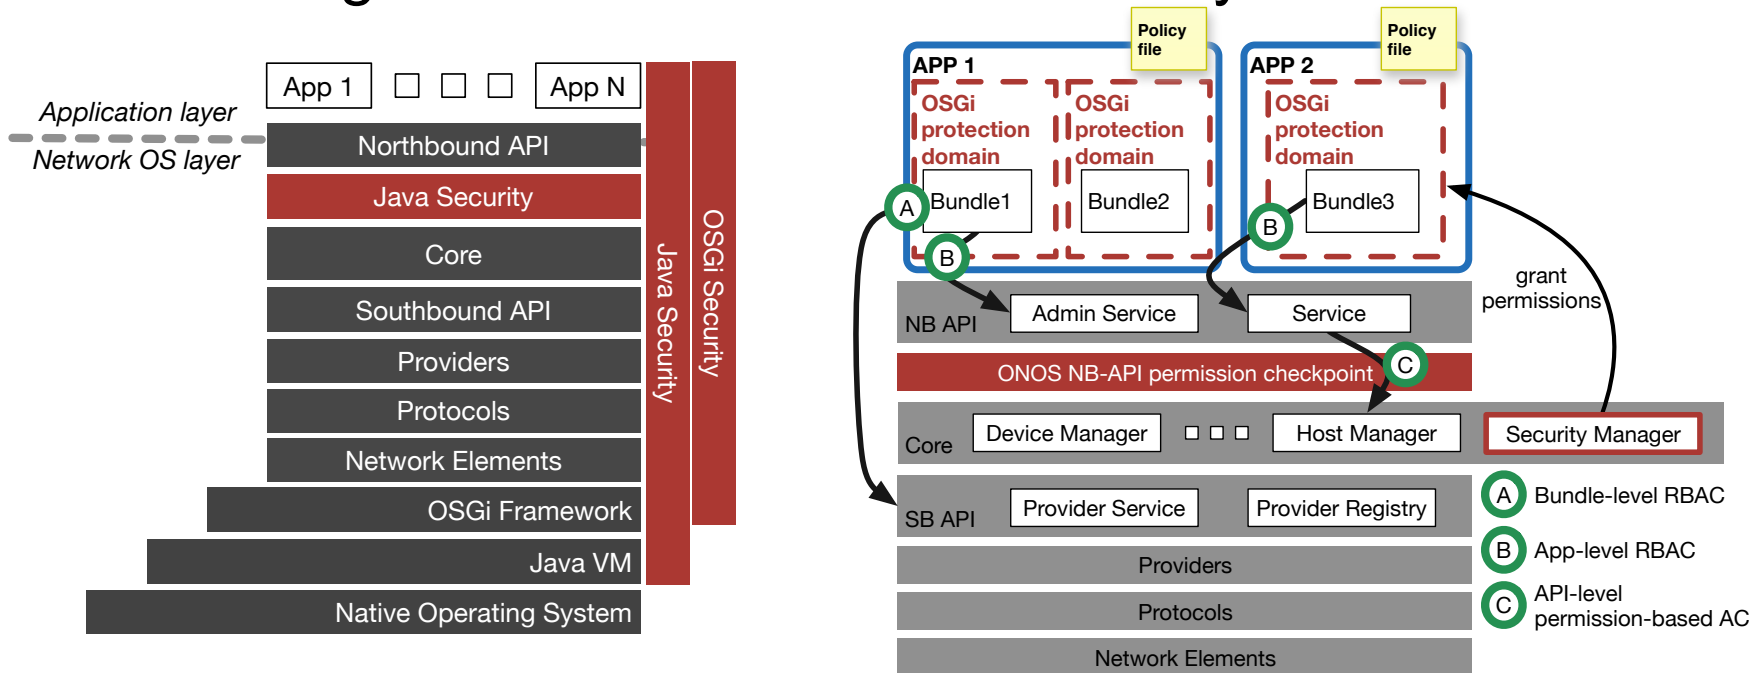 App 1
App N
Application layer
Network OS layer
Northbound API
Java Security
Core
Southbound API
Providers
Protocols
Network Elements
OSGi Framework
Java VM
Native Operating System
Java Security
OSGi Security
Policy
file
Policy
file
APP 1
APP 2
OSGi
protection
domain
OSGi
protection
domain
OSGi
protection
domain
Bundle1
Bundle2
Bundle3
A
B
B
grant
permissions
NB API
Admin Service
Service
ONOS NB-API permission checkpoint
C
Core
Device Manager
Host Manager
Security Manager
SB API
Provider Service
Provider Registry
Providers
Protocols
Network Elements
A Bundle-level RBAC
B App-level RBAC
C API-level
permission-based AC